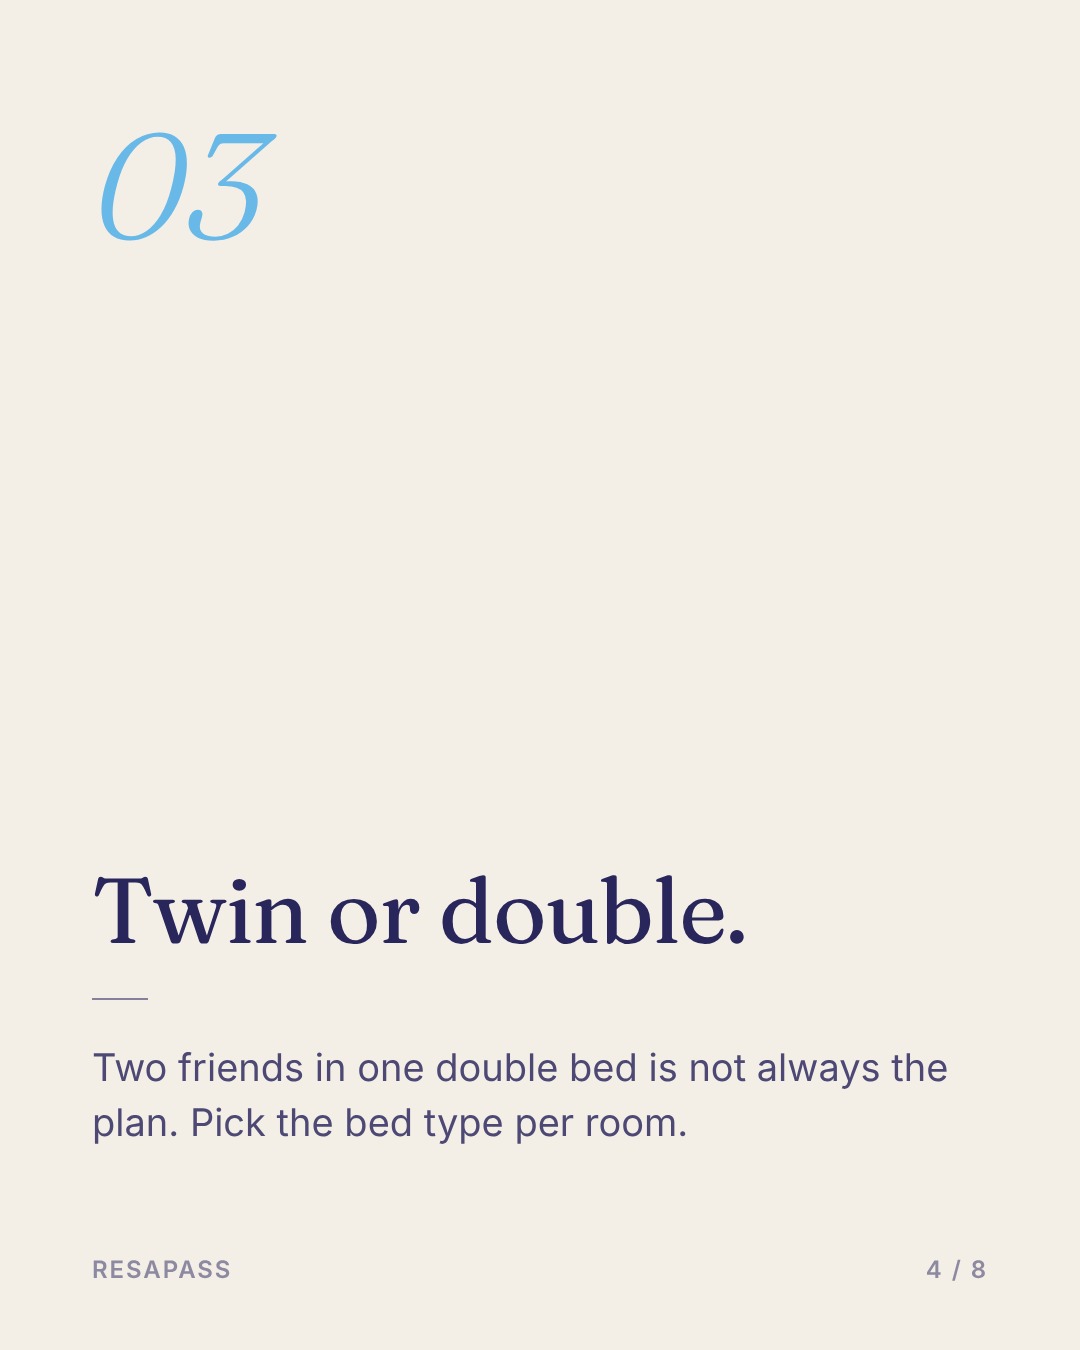 03
Twin or double.
Two friends in one double bed is not always the
plan. Pick the bed type per room.
RESAPASS
4 / 8